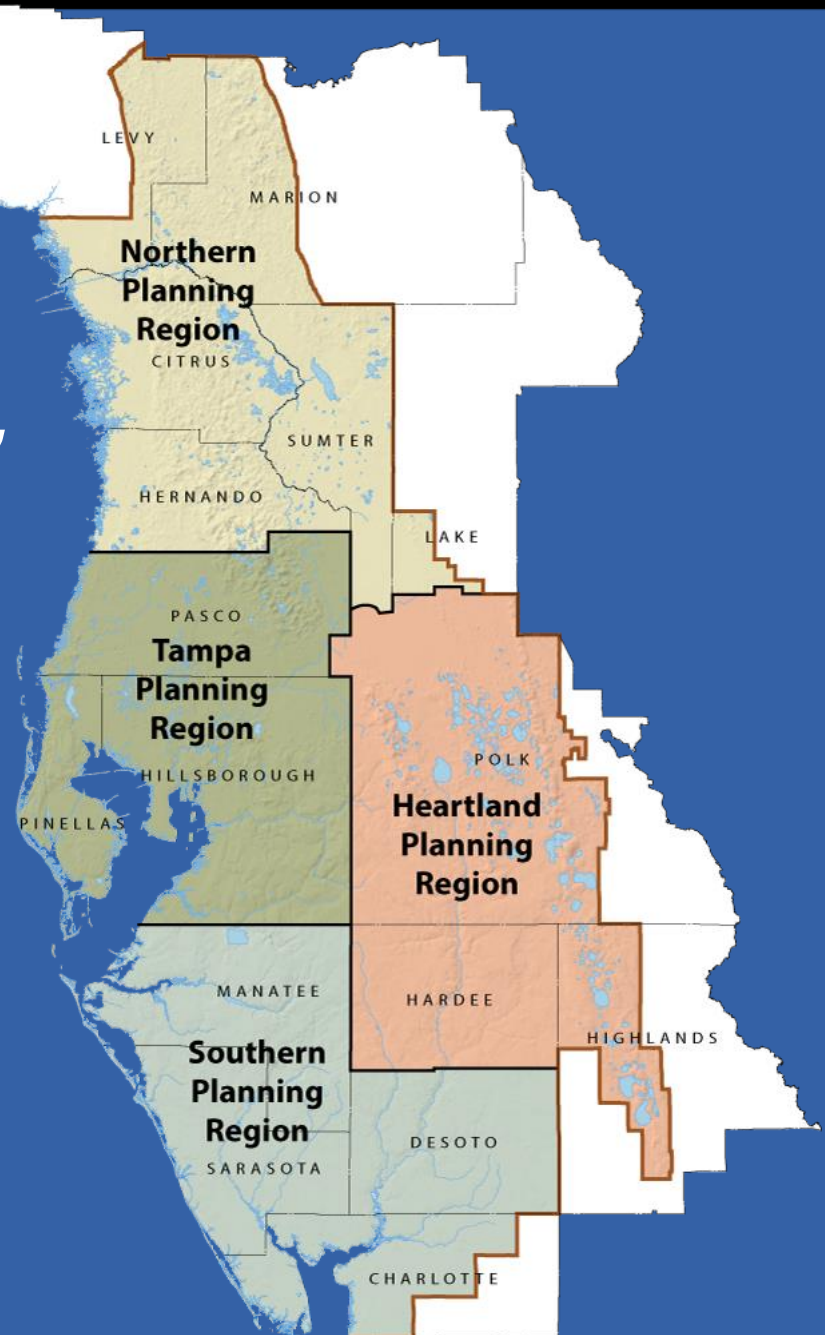 LEVY
MARION
Northern
Planning
Region
CITRUS
SUMTER
HERNANDO
LAKE
PASCO
Tampa
Planning
Region
POLK
HILLSBOROUGH
Heartland
Planning
Region
PINELLAS
MANATEE
HARDEE
HIGHLANDS
Southern
Planning
Region
DESOTO
SARASOTA
CHARLOTTE